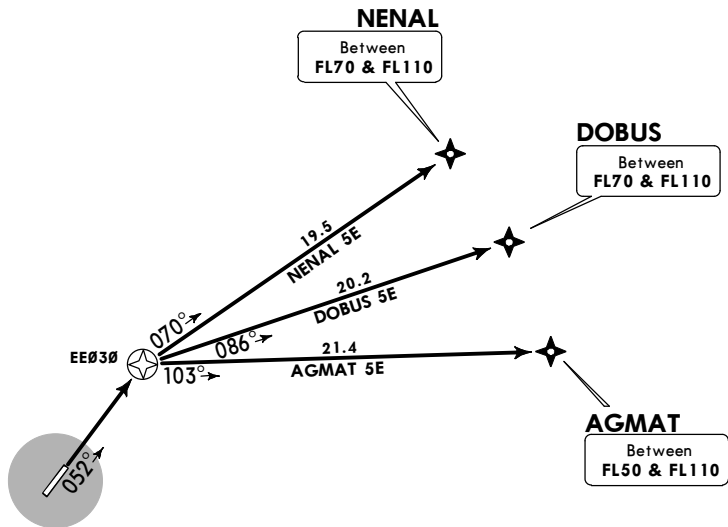 NENAL
Between
FL70 & FL110
DOBUS
Between
FL70 & FL110
19.5
NENAL 5E
20.2
DOBUS 5E
070°
086°
EEØ3Ø
21.4
103°
AGMAT 5E
AGMAT
Between
FL50 & FL110
052°